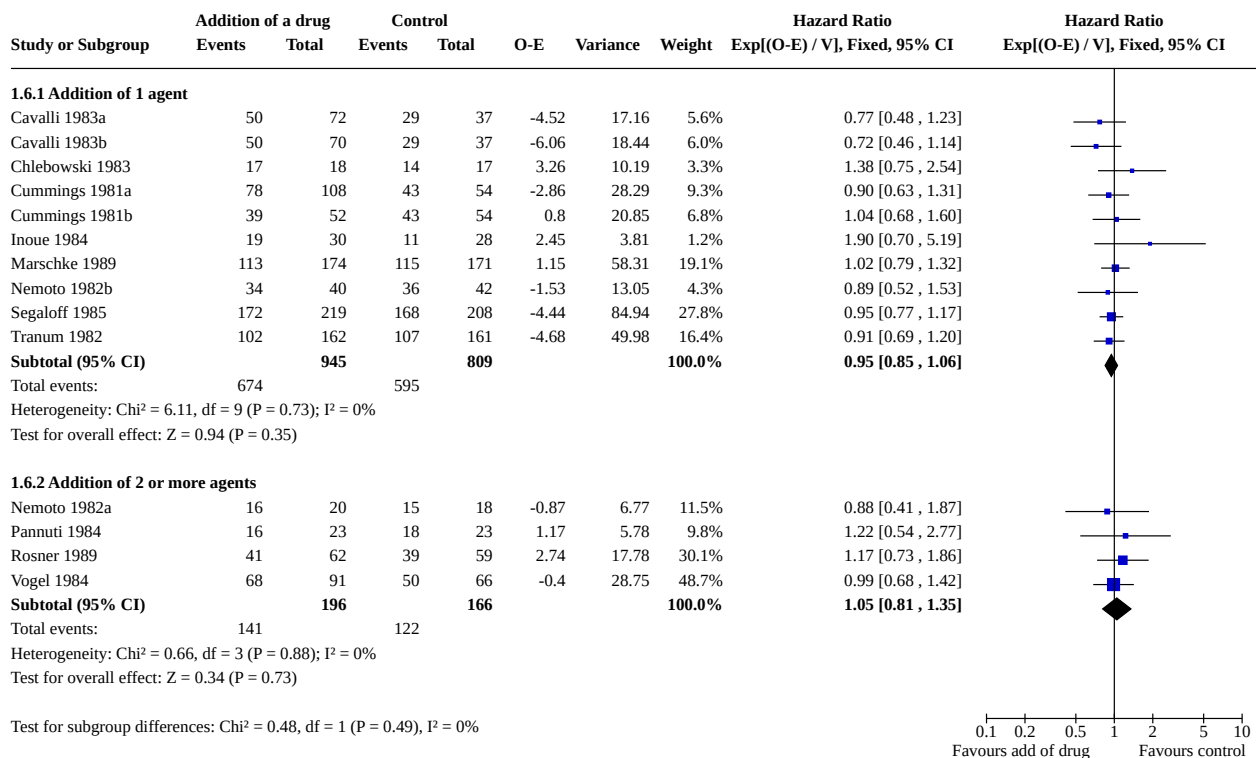 Addition of a drug Control Hazard Ratio Hazard Ratio
Study or Subgroup Events Total Events Total O-E Variance Weight Exp[(O-E) / V], Fixed, 95% CI Exp[(O-E) / V], Fixed, 95% CI
1.6.1 Addition of 1 agent
Cavalli 1983a 50 72 29 37 -4.52 17.16 5.6% 0.77 [0.48 , 1.23]
Cavalli 1983b 50 70 29 37 -6.06 18.44 6.0% 0.72 [0.46 , 1.14]
Chlebowski 1983 17 18 14 17 3.26 10.19 3.3% 1.38 [0.75 , 2.54]
Cummings 1981a 78 108 43 54 -2.86 28.29 9.3% 0.90 [0.63 , 1.31]
Cummings 1981b 39 52 43 54 0.8 20.85 6.8% 1.04 [0.68 , 1.60]
Inoue 1984 19 30 11 28 2.45 3.81 1.2% 1.90 [0.70 , 5.19]
Marschke 1989 113 174 115 171 1.15 58.31 19.1% 1.02 [0.79 , 1.32]
Nemoto 1982b 34 40 36 42 -1.53 13.05 4.3% 0.89 [0.52 , 1.53]
Segaloff 1985 172 219 168 208 -4.44 84.94 27.8% 0.95 [0.77 , 1.17]
Tranum 1982 102 162 107 161 -4.68 49.98 16.4% 0.91 [0.69 , 1.20]
Subtotal (95% CI) 945 809 100.0% 0.95 [0.85 , 1.06]
Total events: 674 595
Heterogeneity: Chi² = 6.11, df = 9 (P = 0.73); I² = 0%
Test for overall effect: Z = 0.94 (P = 0.35)
1.6.2 Addition of 2 or more agents
Nemoto 1982a 16 20 15 18 -0.87 6.77 11.5% 0.88 [0.41 , 1.87]
Pannuti 1984 16 23 18 23 1.17 5.78 9.8% 1.22 [0.54 , 2.77]
Rosner 1989 41 62 39 59 2.74 17.78 30.1% 1.17 [0.73 , 1.86]
Vogel 1984 68 91 50 66 -0.4 28.75 48.7% 0.99 [0.68 , 1.42]
Subtotal (95% CI) 196 166 100.0% 1.05 [0.81 , 1.35]
Total events: 141 122
Heterogeneity: Chi² = 0.66, df = 3 (P = 0.88); I² = 0%
Test for overall effect: Z = 0.34 (P = 0.73)
Test for subgroup differences: Chi² = 0.48, df = 1 (P = 0.49), I² = 0%
0.1 0.2 0.5 1 2 5 10
Favours add of drug Favours control